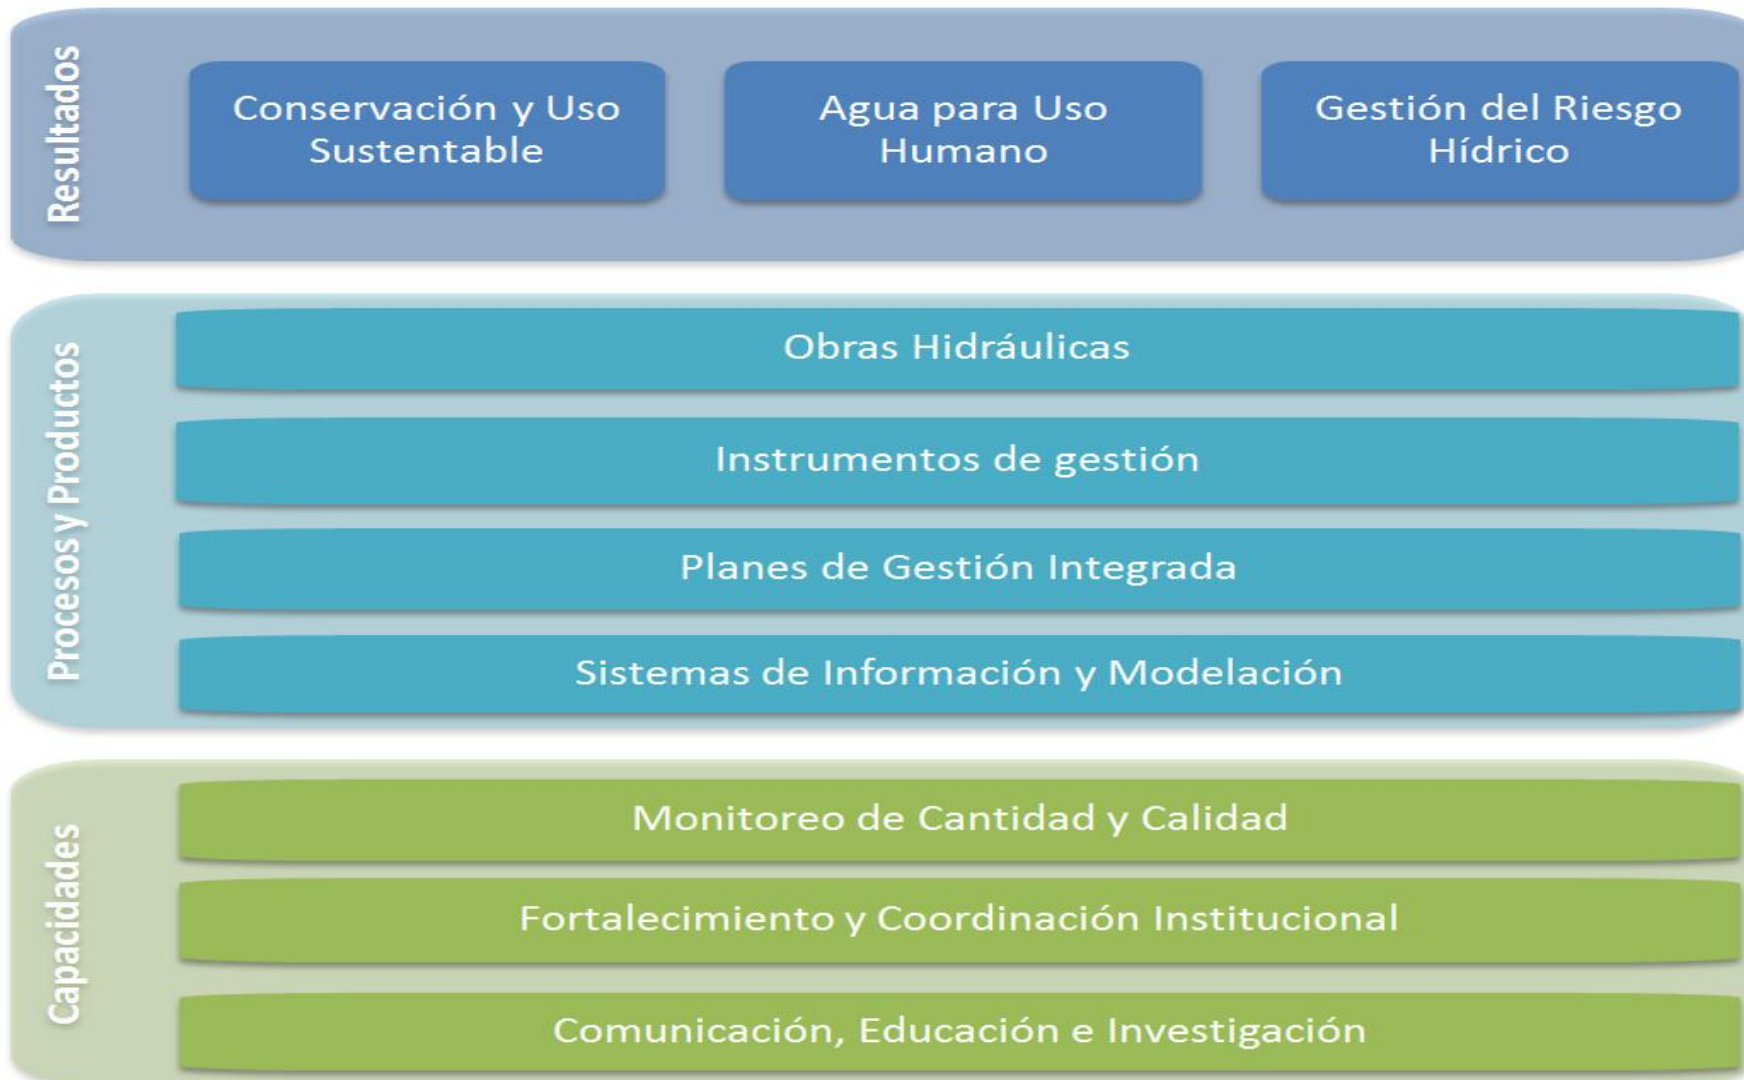 Resultados
Conservación y Uso
Sustentable
Agua para Uso
Humano
Gestión del Riesgo
Hídrico
Procesos y Productos
Obras Hidráulicas
Instrumentos de gestión
Planes de Gestión Integrada
Sistemas de Información y Modelación
Capacidades
Monitoreo de Cantidad y Calidad
Fortalecimiento y Coordinación Institucional
Comunicación, Educación e Investigación